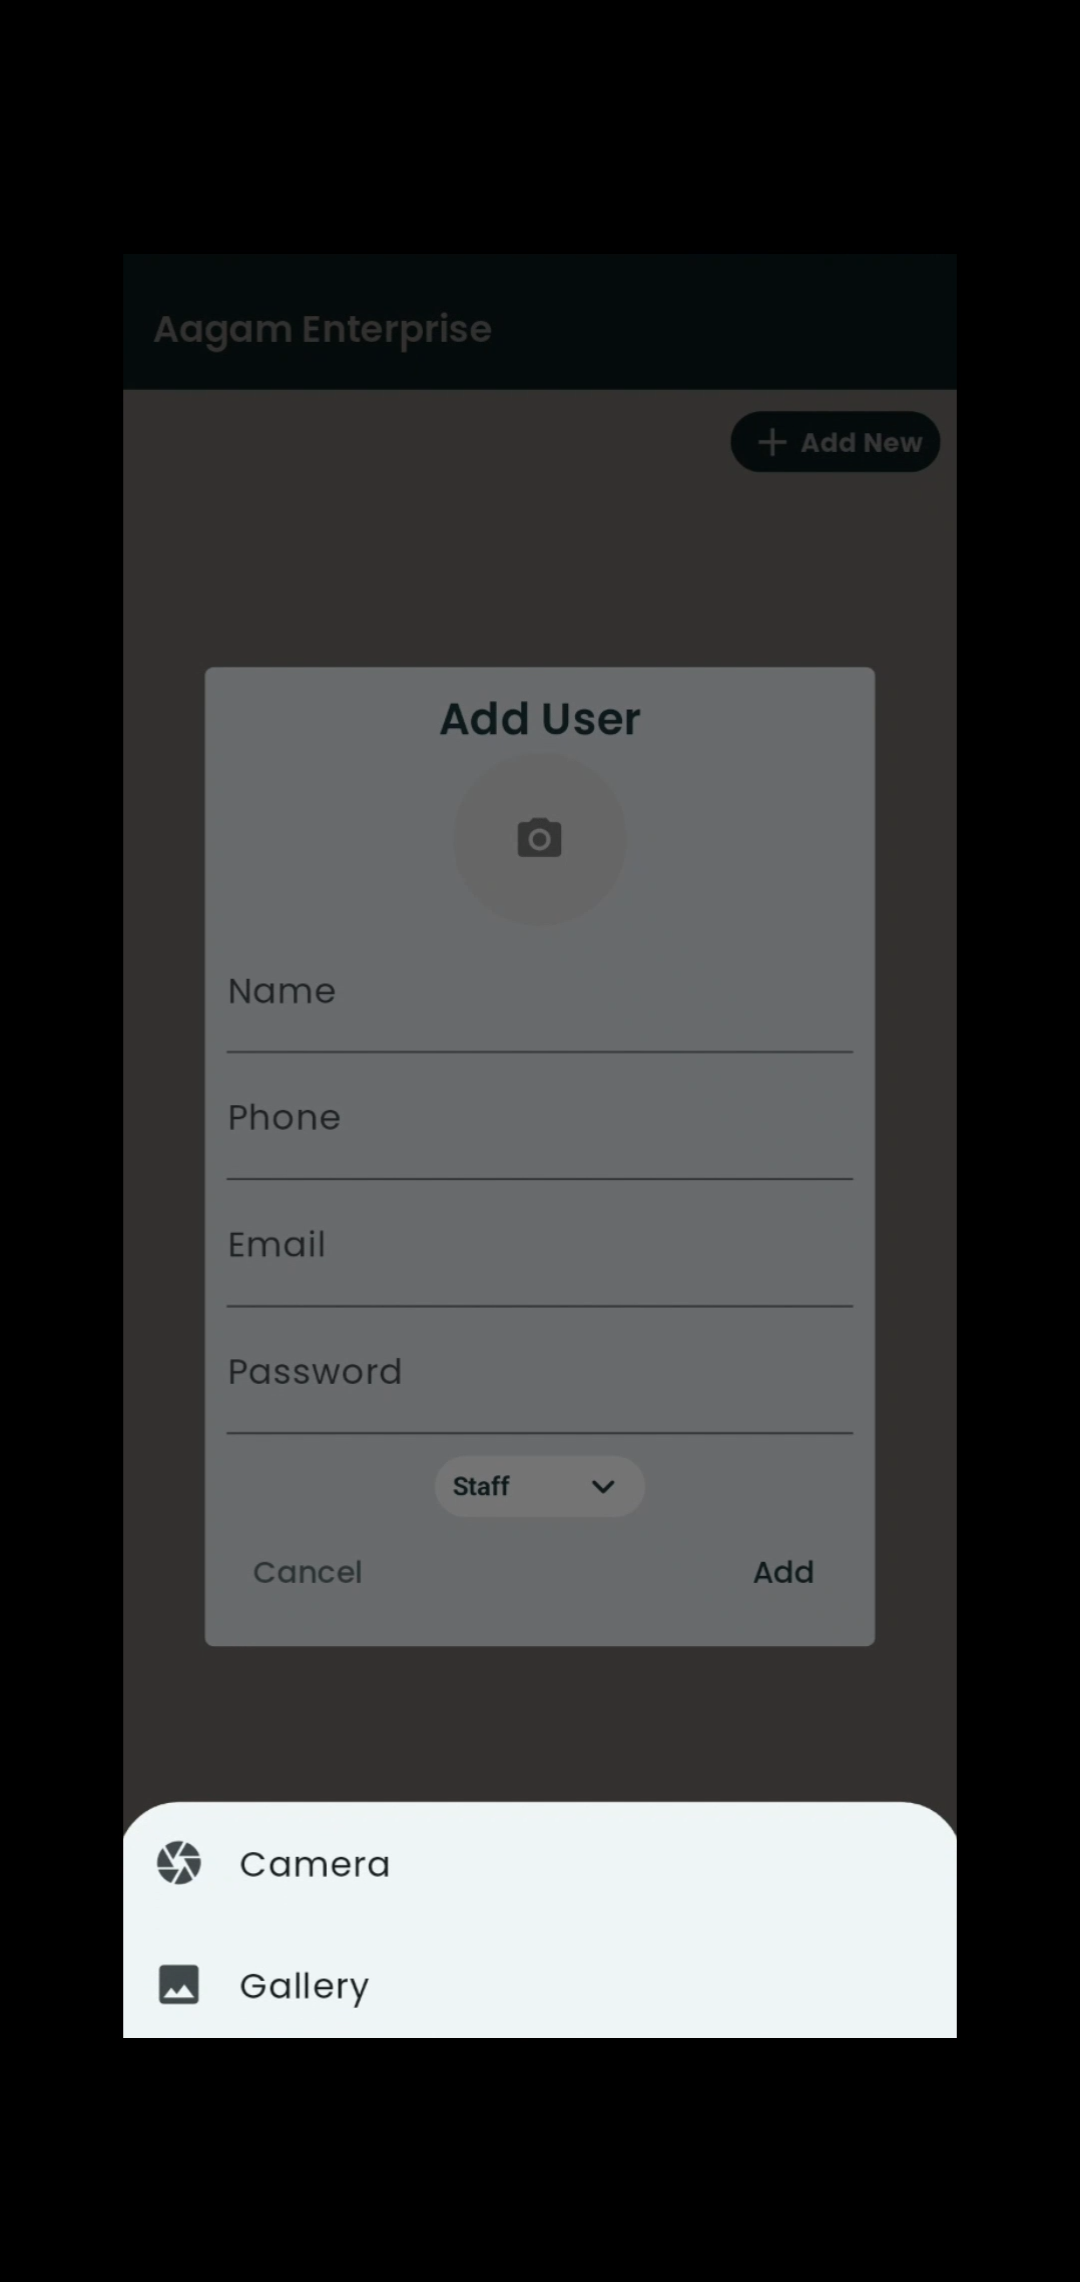 Aagam Enterprise
Add New
Add User
Name
Phone
Email
Password
Staff
Cancel
Add
Camera
Gallery